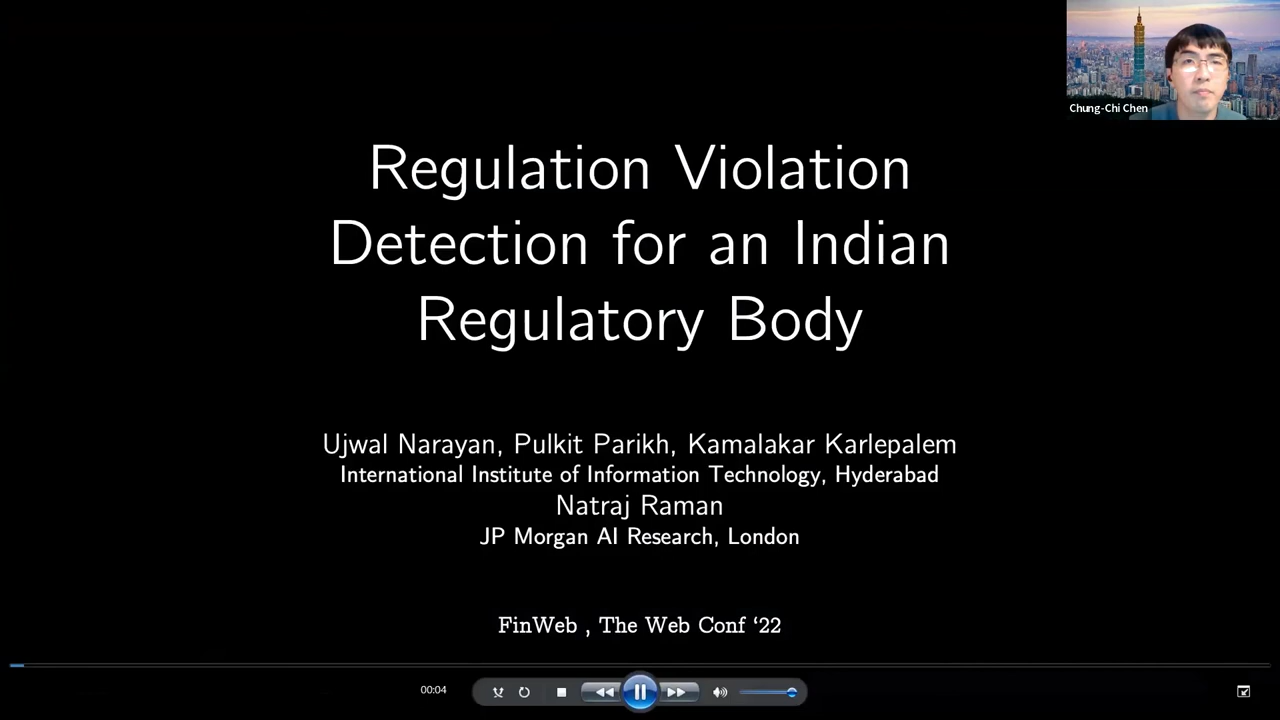 Chung-Chi Chen
Regulation Violation
Detection for an Indian
Regulatory Body
Ujwal Narayan, Pulkit Parikh, Kamalakar Karlepalem
International Institute of Information Technology, Hyderabad
Natraj Raman
JP Morgan AI Research, London
FinWeb , The Web Conf ‘22
00:04